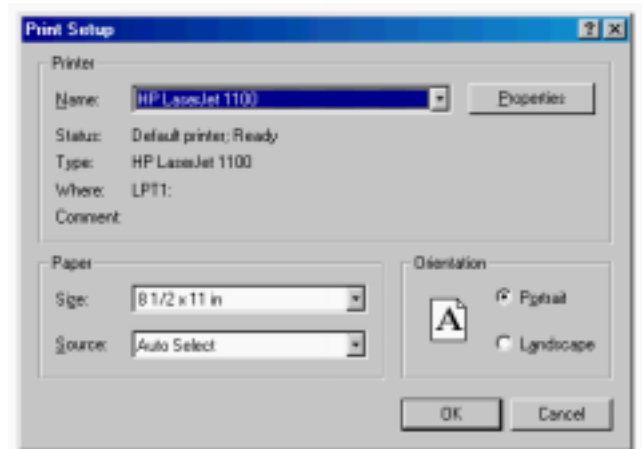 Print Setup
Printer
Name: HP LaserJet 1100 Properties
Status: Default printer; Ready
Type: HP LaserJet 1100
Where: LPT1:
Comment:
Paper
Size: 8 1/2 x 11 in
Source: Auto Select
Orientation
A
Portrait
Landscape
OK Cancel